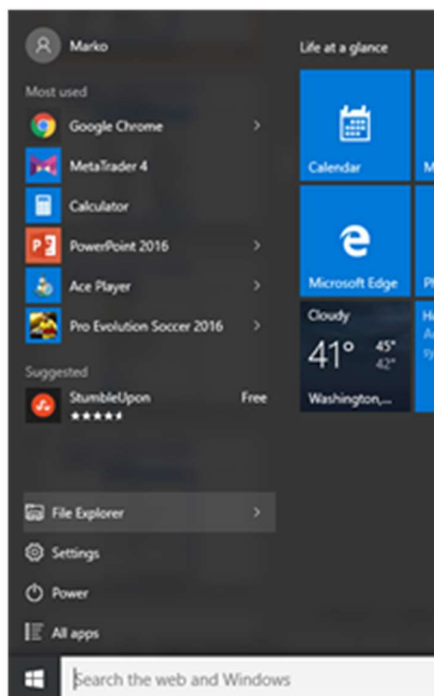 Marko
Life at a glance
Most used
Google Chrome
MetaTrader 4
Calculator
PowerPoint 2016
Ace Player
Pro Evolution Soccer 2016
Suggested
StumbleUpon Free
File Explorer
Settings
Power
All apps
Search the web and Windows
Calendar
M
Microsoft Edge
Ph
Cloudy
41° 45°
42°
Washington,...